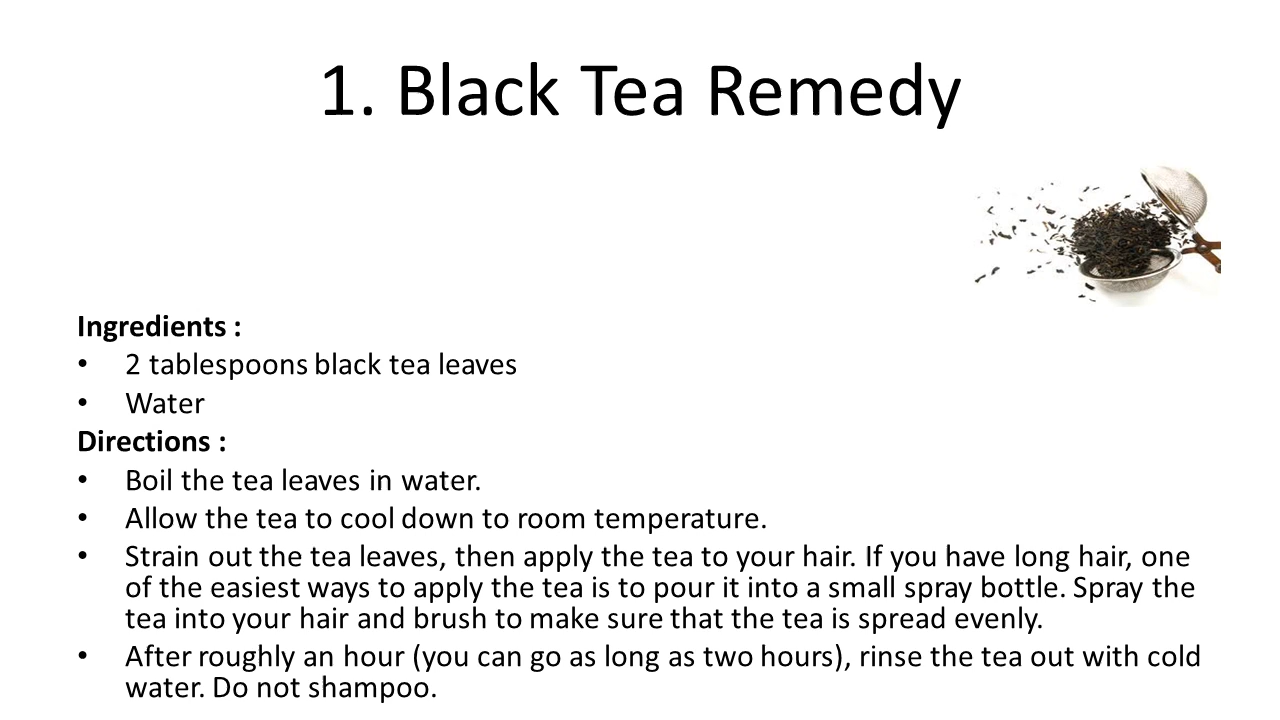 1. Black Tea Remedy
Ingredients :
• 2 tablespoons black tea leaves
• Water
Directions :
• Boil the tea leaves in water.
• Allow the tea to cool down to room temperature.
• Strain out the tea leaves, then apply the tea to your hair. If you have long hair, one
of the easiest ways to apply the tea is to pour it into a small spray bottle. Spray the
tea into your hair and brush to make sure that the tea is spread evenly.
• After roughly an hour (you can go as long as two hours), rinse the tea out with cold
water. Do not shampoo.